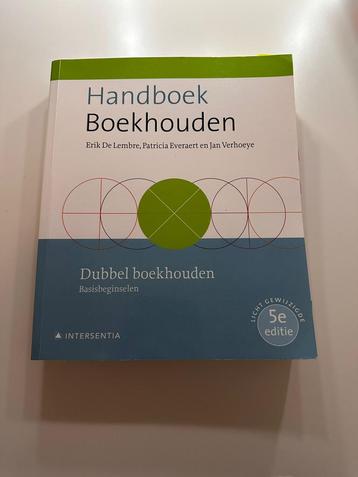 Handboek
Boekhouden
Erik De Lembre, Patricia Everaert en Jan Verhoeye
Dubbel boekhouden
Basisbeginselen
LICHT GEWIJZIGDE
5e
editie
INTERSENTIA